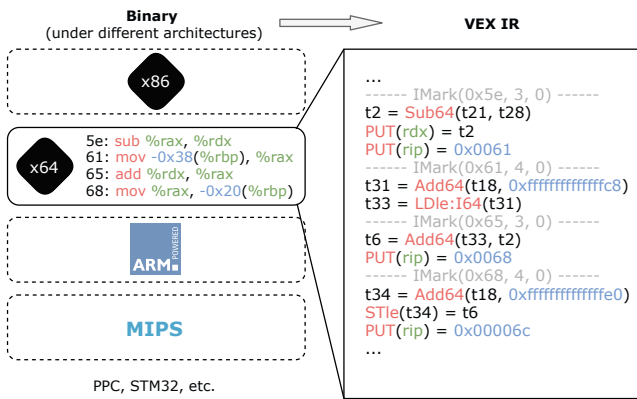 Binary
(under different architectures)
x86
x64
5e: sub %rax, %rdx
61: mov -0x38(%rbp), %rax
65: add %rdx, %rax
68: mov %rax, -0x20(%rbp)
ARM POWERED
MIPS
PPC, STM32, etc.
VEX IR
...
------ IMark(0x5e, 3, 0) ------
t2 = Sub64(t21, t28)
PUT(rdx) = t2
PUT(rip) = 0x0061
------ IMark(0x61, 4, 0) ------
t31 = Add64(t18, 0xffffffffffffffc8)
t33 = LDle:I64(t31)
------ IMark(0x65, 3, 0) ------
t6 = Add64(t33, t2)
PUT(rip) = 0x0068
------ IMark(0x68, 4, 0) ------
t34 = Add64(t18, 0xffffffffffffffe0)
STle(t34) = t6
PUT(rip) = 0x00006c
...